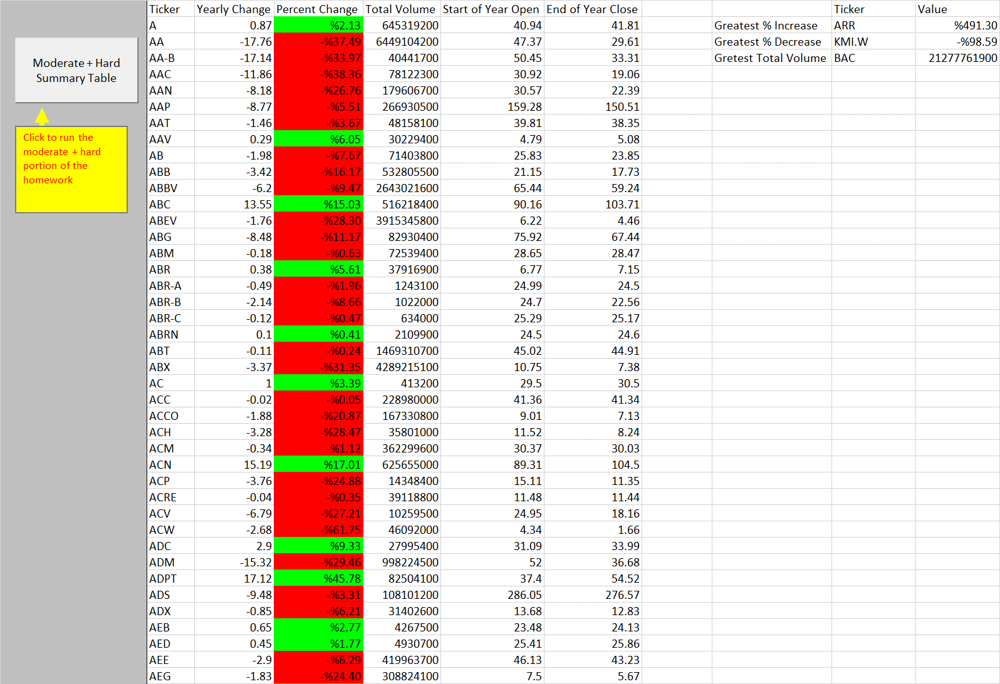 Moderate + Hard
Summary Table
Click to run the
moderate + hard
portion of the
homework
Ticker Yearly Change Percent Change Total Volume Start of Year Open End of Year Close Ticker Value
A 0.87 %2.13 645319200 40.94 41.81 Greatest % Increase ARR %491.30
AA -17.76 -%37.49 6449104200 47.37 29.61 Greatest % Decrease KMI.W -%98.59
AA-B -17.14 -%33.97 40441700 50.45 33.31 Gretest Total Volume BAC 21277761900
AAC -11.86 -%38.36 78122300 30.92 19.06
AAN -8.18 -%26.76 179606700 30.57 22.39
AAP -8.77 -%5.51 266930500 159.28 150.51
AAT -1.46 -%3.67 48158100 39.81 38.35
AAV 0.29 %6.05 30229400 4.79 5.08
AB -1.98 -%7.67 71403800 25.83 23.85
ABB -3.42 -%16.17 532805500 21.15 17.73
ABBV -6.2 -%9.47 2643021600 65.44 59.24
ABC 13.55 %15.03 516218400 90.16 103.71
ABEV -1.76 -%28.30 3915345800 6.22 4.46
ABG -8.48 -%11.17 82930400 75.92 67.44
ABM -0.18 -%0.63 72539400 28.65 28.47
ABR 0.38 %5.61 37916900 6.77 7.15
ABR-A -0.49 -%1.96 1243100 24.99 24.5
ABR-B -2.14 -%8.66 1022000 24.7 22.56
ABR-C -0.12 -%0.47 634000 25.29 25.17
ABRN 0.1 %0.41 2109900 24.5 24.6
ABT -0.11 -%0.24 1469310700 45.02 44.91
ABX -3.37 -%31.35 4289215100 10.75 7.38
AC 1 %3.39 413200 29.5 30.5
ACC -0.02 -%0.05 228980000 41.36 41.34
ACCO -1.88 -%20.87 167330800 9.01 7.13
ACH -3.28 -%28.47 35801000 11.52 8.24
ACM -0.34 -%1.12 362299600 30.37 30.03
ACN 15.19 %17.01 625655000 89.31 104.5
ACP -3.76 -%24.88 14348400 15.11 11.35
ACRE -0.04 -%0.35 39118800 11.48 11.44
ACV -6.79 -%27.21 10259500 24.95 18.16
ACW -2.68 -%61.75 46092000 4.34 1.66
ADC 2.9 %9.33 27995400 31.09 33.99
ADM -15.32 -%29.46 998224500 52 36.68
ADPT 17.12 %45.78 82504100 37.4 54.52
ADS -9.48 -%3.31 108101200 286.05 276.57
ADX -0.85 -%6.21 31402600 13.68 12.83
AEB 0.65 %2.77 4267500 23.48 24.13
AED 0.45 %1.77 4930700 25.41 25.86
AEE -2.9 -%6.29 419963700 46.13 43.23
AEG -1.83 -%24.40 308824100 7.5 5.67